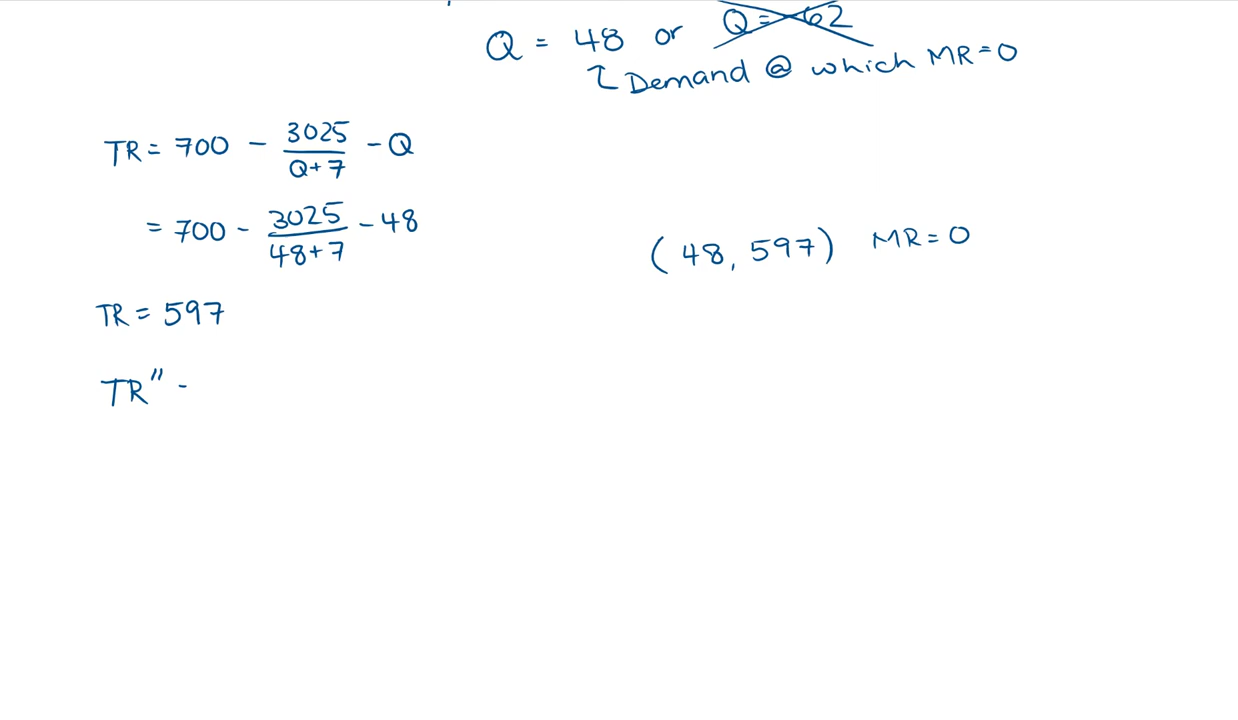 Q = 48 or Q = -62
↑ Demand @ which MR = 0
TR = 700 - 3025/(Q+7) - Q
= 700 - 3025/(48+7) - 48
(48, 597) MR = 0
TR = 597
TR" -